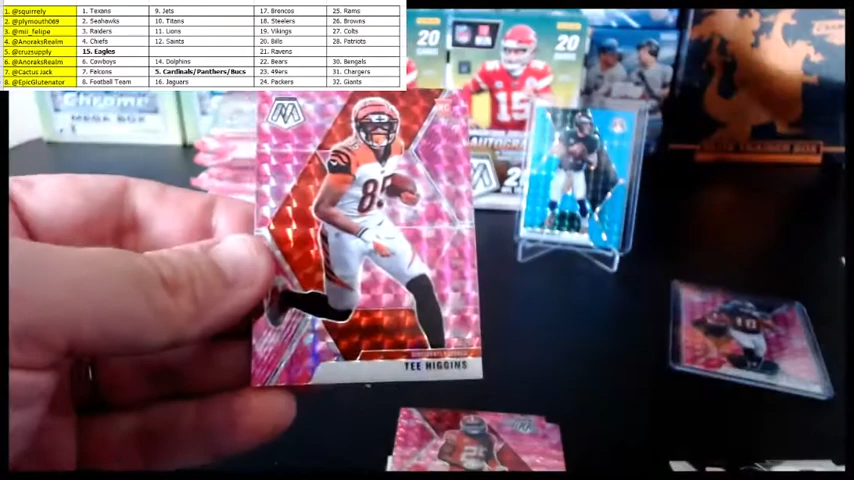 1. @squirrely 1. Texans 9. Jets 17. Broncos 25. Rams
2. @plymouth069 2. Seahawks 10. Titans 18. Steelers 26. Browns
3. @mii_felipe 3. Raiders 11. Lions 19. Vikings 27. Colts
4. @AnoraksRealm 4. Chiefs 12. Saints 20. Bills 28. Patriots
5. @cruzsupply 15. Eagles 21. Ravens
6. @AnoraksRealm 6. Cowboys 14. Dolphins 22. Bears 30. Bengals
7. @Cactus Jack 7. Falcons 5. Cardinals/Panthers/Bucs 23. 49ers 31. Chargers
8. @EpicGlutenator 8. Football Team 16. Jaguars 24. Packers 32. Giants
20
NFL
20
15
Chrome
MEGA BOX
AUTOGRAPH
85
TEE HIGGINS
10